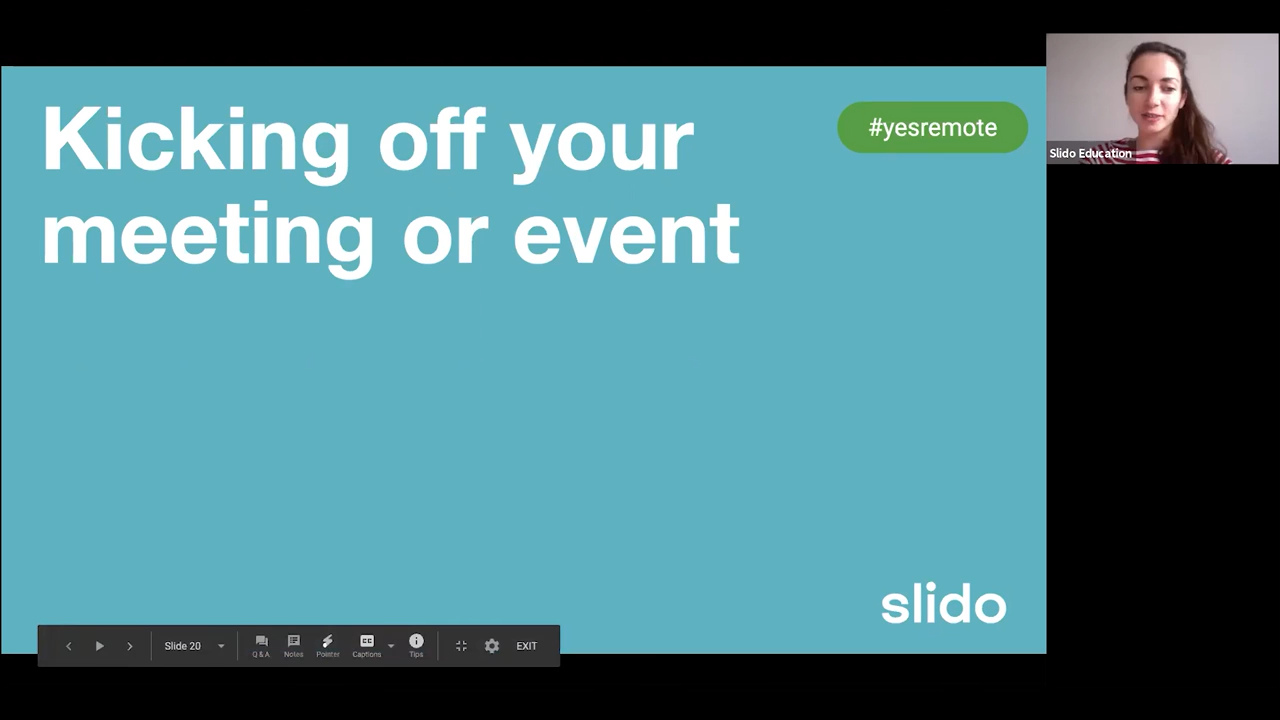 Kicking off your
meeting or event
#yesremote
Slido Education
slido
Slide 20
Q & A
Notes
Pointer
Captions
Tips
EXIT